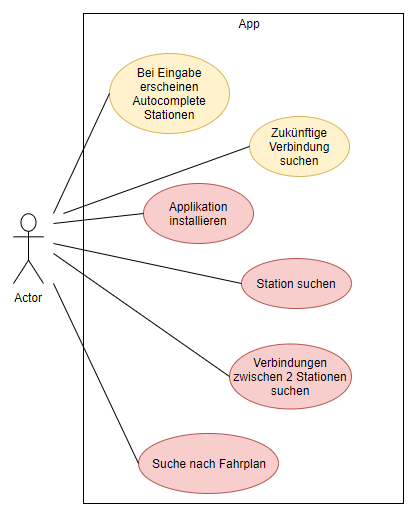 App
Bei Eingabe
erscheinen
Autocomplete
Stationen
Zukünftige
Verbindung
suchen
Applikation
installieren
Station suchen
Actor
Verbindungen
zwischen 2 Stationen
suchen
Suche nach Fahrplan